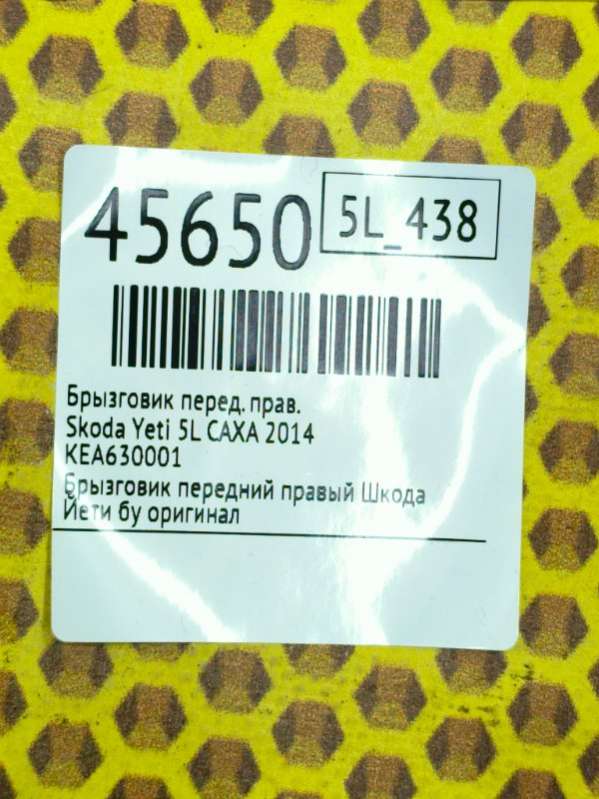 45650
5L_438
Брызговик перед. прав.
Skoda Yeti 5L CAXA 2014
KEA630001
Брызговик передний правый Шкода
Йети бу оригинал